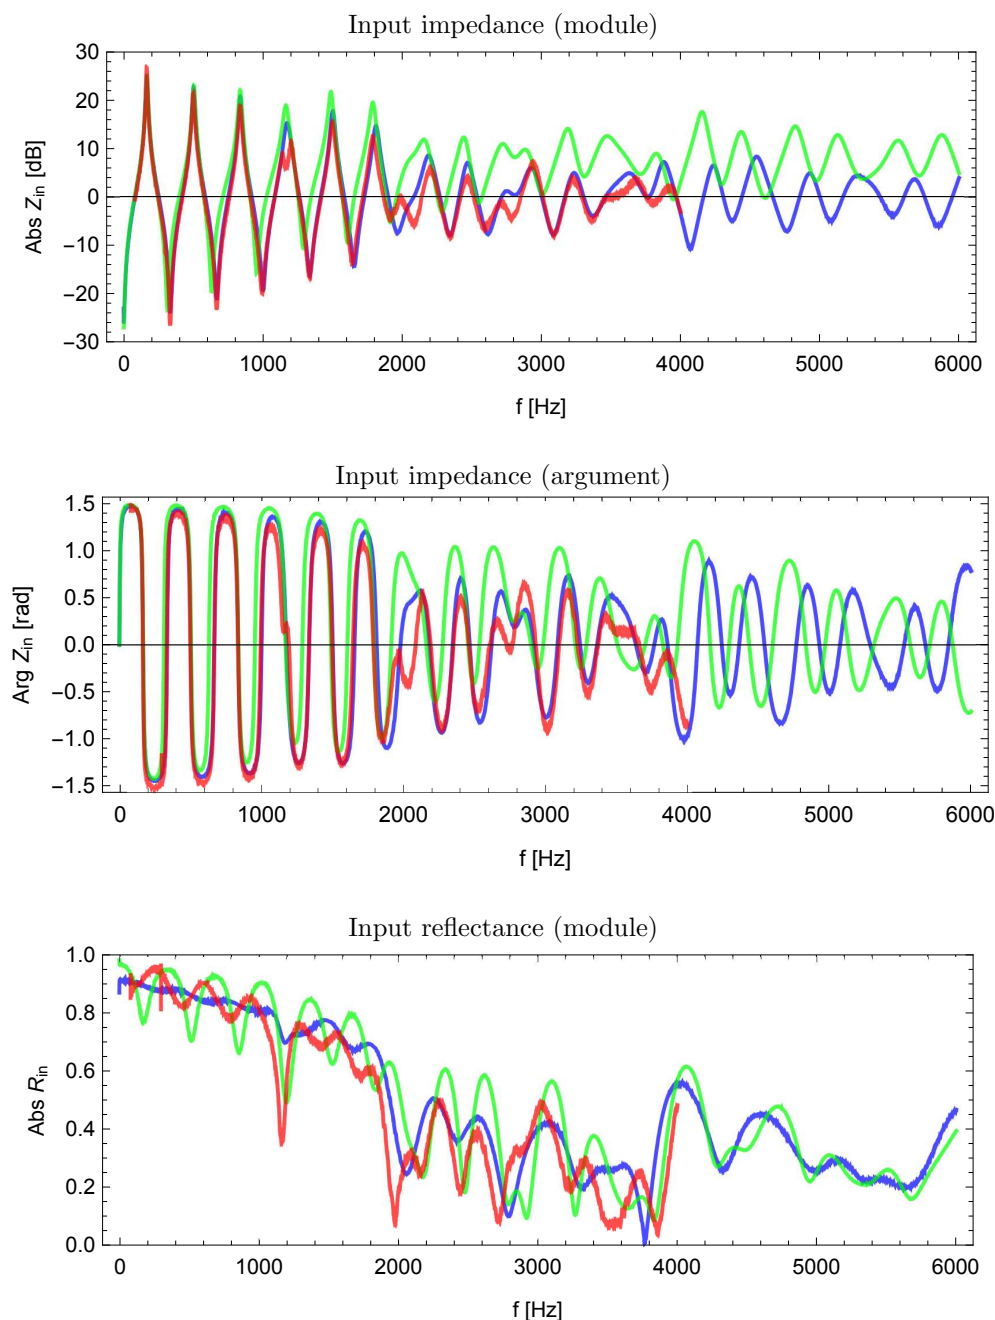 Input impedance (module)
30
20
10
0
−10
−20
−30
Abs Zin [dB]
0 1000 2000 3000 4000 5000 6000
f [Hz]
Input impedance (argument)
1.5
1.0
0.5
0.0
−0.5
−1.0
−1.5
Arg Zin [rad]
0 1000 2000 3000 4000 5000 6000
f [Hz]
Input reflectance (module)
1.0
0.8
0.6
0.4
0.2
0.0
Abs Rin
0 1000 2000 3000 4000 5000 6000
f [Hz]